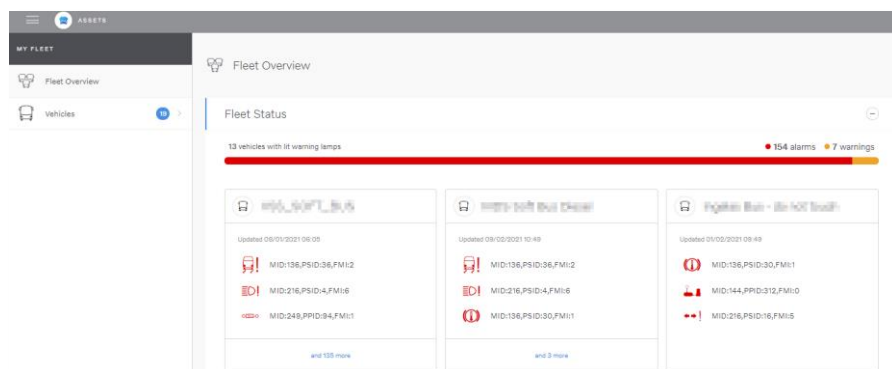 ASSETS
MY FLEET
Fleet Overview
Vehicles 19
Fleet Overview
Fleet Status
13 vehicles with lit warning lamps
154 alarms 7 warnings
Updated 08/01/2021 06:05
MID:136,PSID:36,FMI:2
MID:216,PSID:4,FMI:6
MID:249,PPID:94,FMI:1
and 135 more
Updated 09/02/2021 10:49
MID:136,PSID:36,FMI:2
MID:216,PSID:4,FMI:6
MID:136,PSID:30,FMI:1
and 3 more
Updated 01/02/2021 09:49
MID:136,PSID:30,FMI:1
MID:144,PPID:312,FMI:0
MID:216,PSID:16,FMI:5